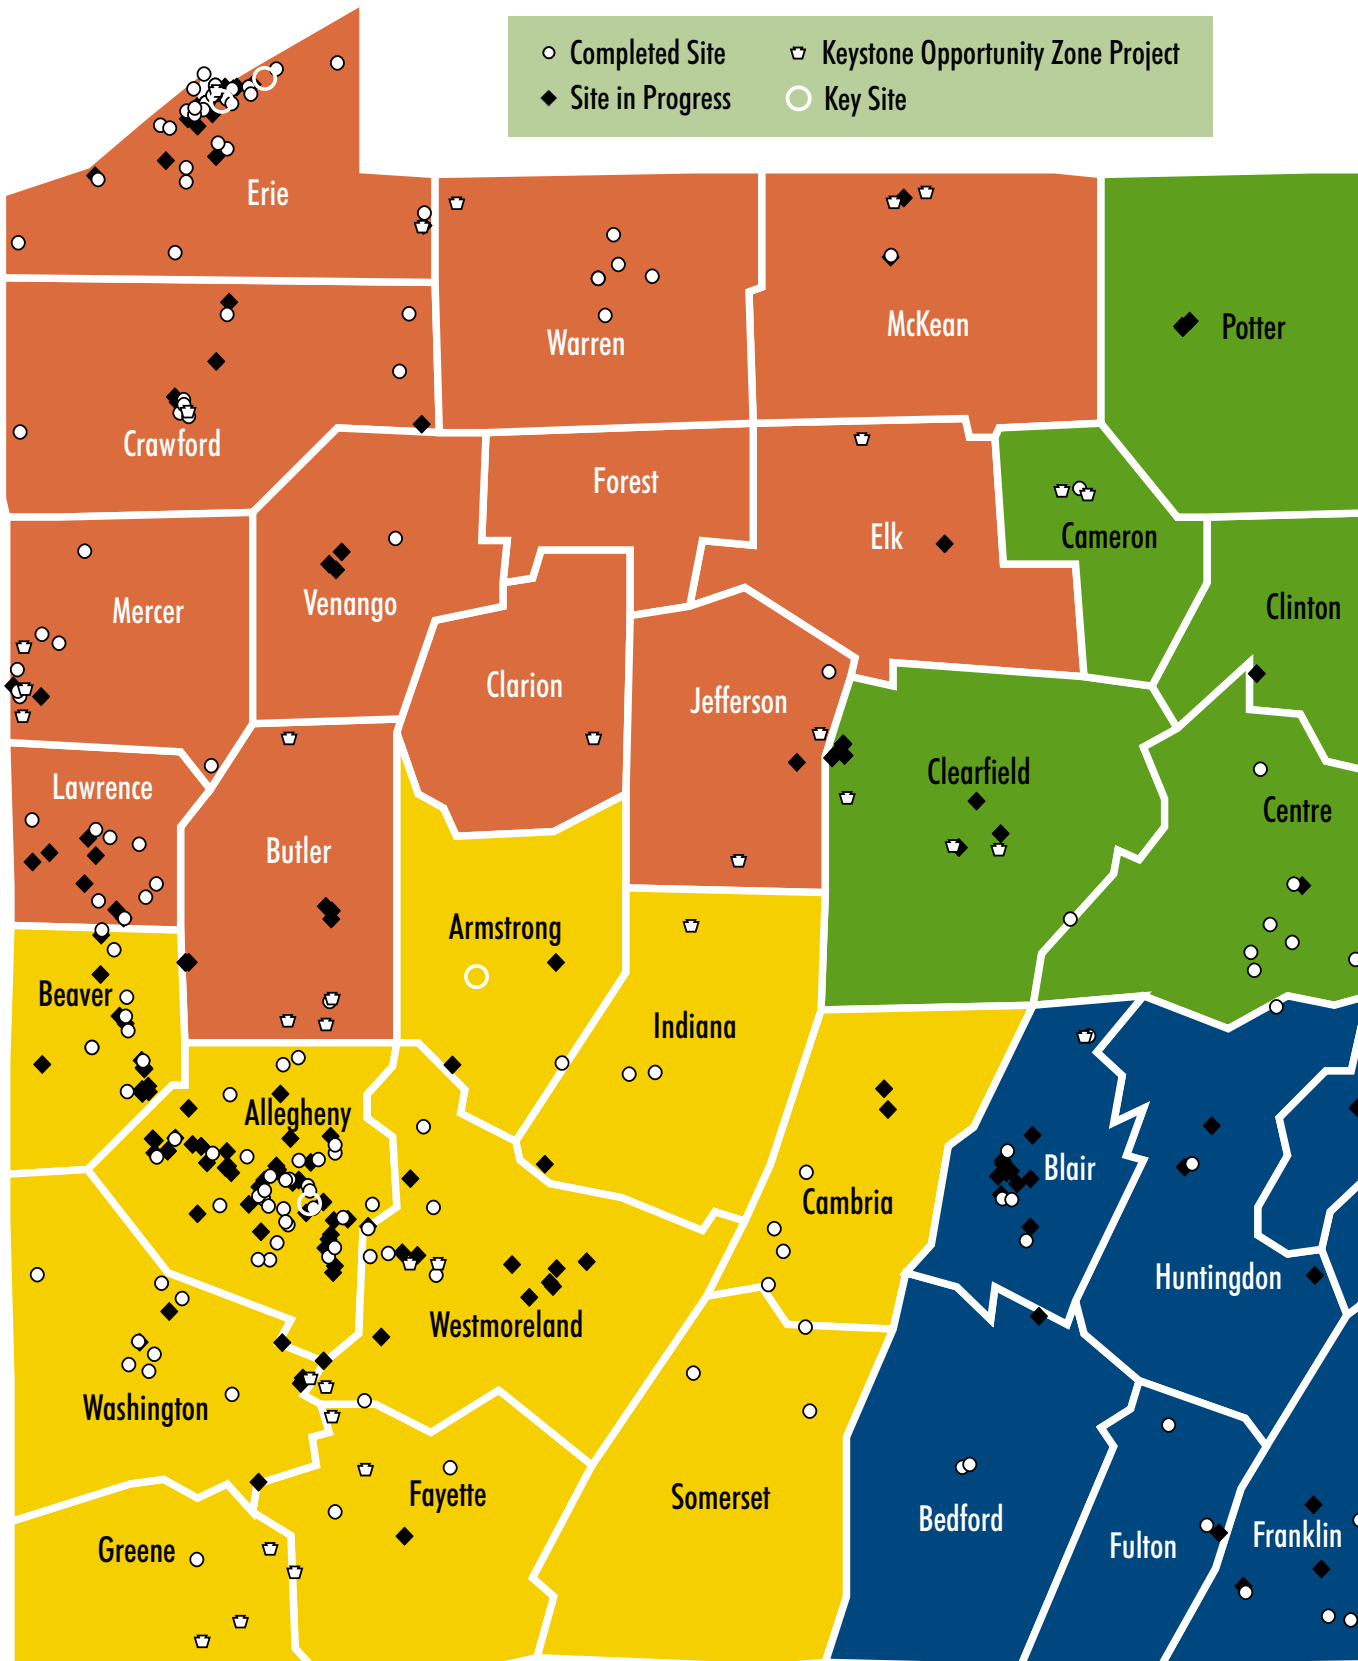 Completed Site
Keystone Opportunity Zone Project
Site in Progress
Key Site
Erie
Warren
McKean
Potter
Crawford
Forest
Elk
Cameron
Mercer
Venango
Clinton
Clarion
Jefferson
Lawrence
Clearfield
Centre
Butler
Armstrong
Beaver
Indiana
Allegheny
Blair
Cambria
Huntingdon
Westmoreland
Washington
Fayette
Somerset
Bedford
Franklin
Fulton
Greene